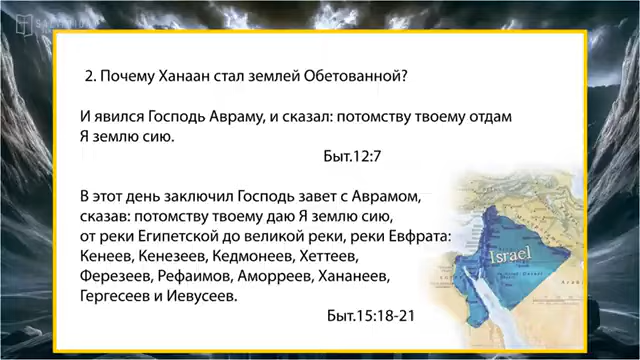 2. Почему Ханаан стал землей Обетованной?
И явился Господь Авраму, и сказал: потомству твоему отдам
Я землю сию.
Быт.12:7
В этот день заключил Господь завет с Аврамом,
сказав: потомству твоему даю Я землю сию,
от реки Египетской до великой реки, реки Евфрата:
Кенеев, Кенезеев, Кедмонеев, Хеттеев,
Ферезеев, Рефаимов, Аморреев, Хананеев,
Гергесеев и Иевусеев.
Быт.15:18-21
Israel